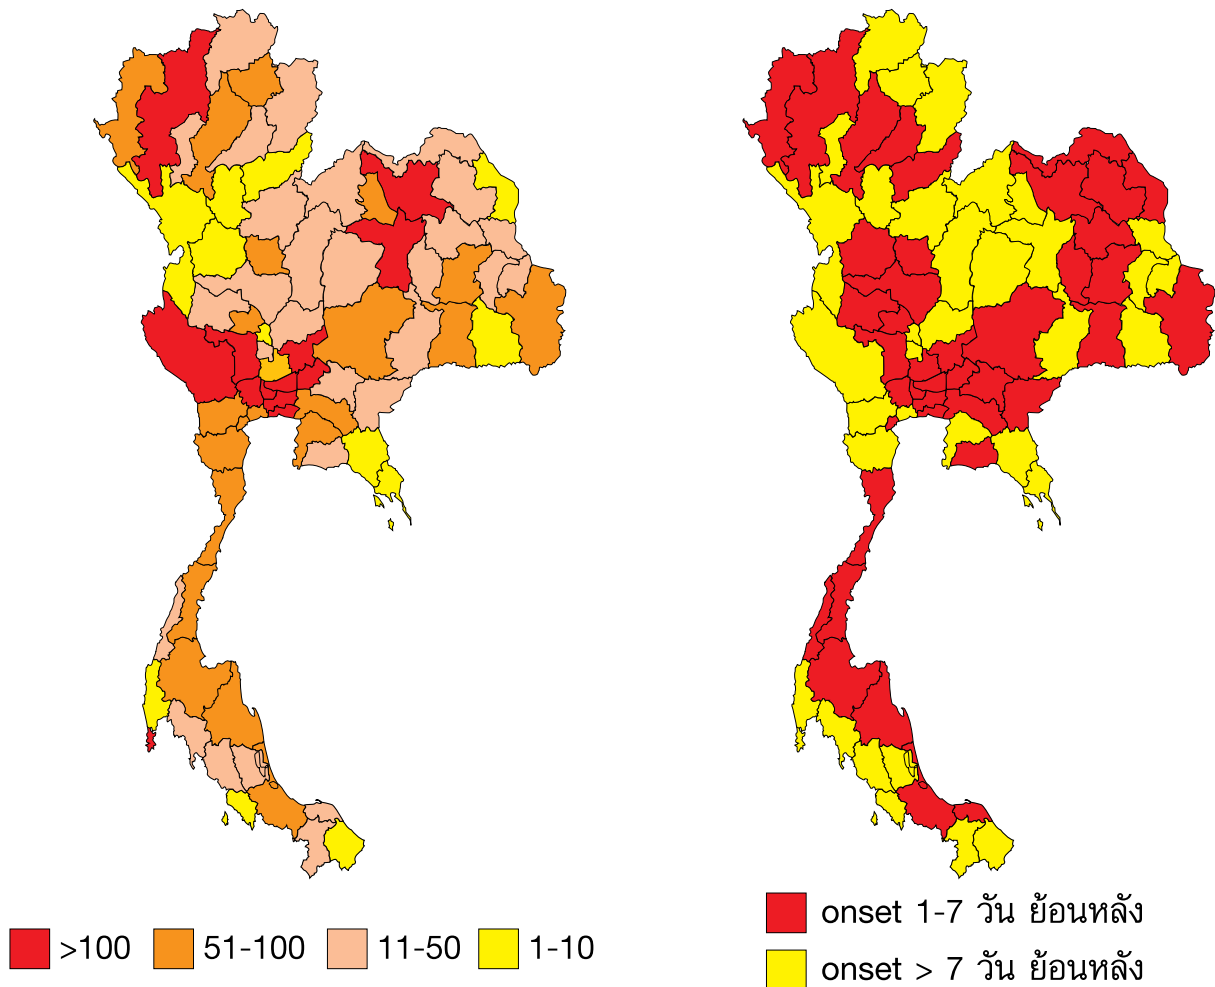 >100 51-100 11-50 1-10
onset 1-7 วัน ย้อนหลัง
onset > 7 วัน ย้อนหลัง